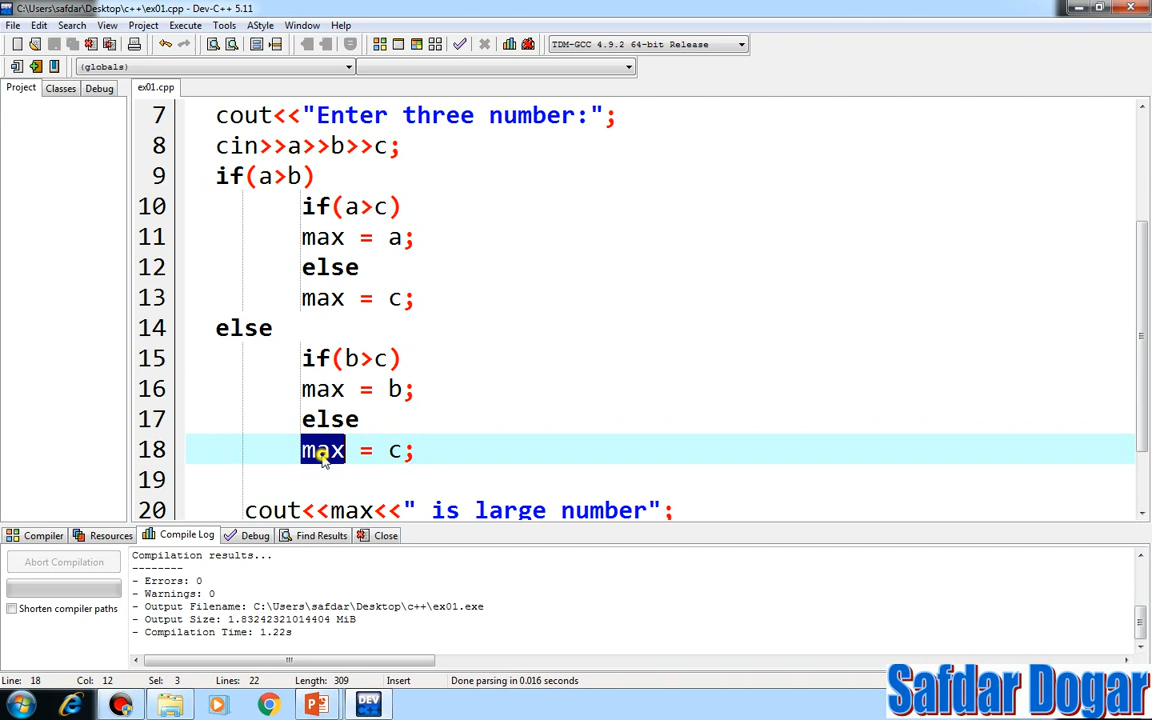 C:\Users\safdar\Desktop\c++\ex01.cpp - Dev-C++ 5.11
File Edit Search View Project Execute Tools AStyle Window Help
TDM-GCC 4.9.2 64-bit Release
(globals)
Project Classes Debug ex01.cpp
7 cout<<"Enter three number:";
8 cin>>a>>b>>c;
9 if(a>b)
10 if(a>c)
11 max = a;
12 else
13 max = c;
14 else
15 if(b>c)
16 max = b;
17 else
18 max = c;
19
20 cout<<max<<" is large number";
Compiler Resources Compile Log Debug Find Results Close
Abort Compilation
Shorten compiler paths
Compilation results...
--------
- Errors: 0
- Warnings: 0
- Output Filename: C:\Users\safdar\Desktop\c++\ex01.exe
- Output Size: 1.83242321014404 MiB
- Compilation Time: 1.22s
Line: 18 Col: 12 Sel: 3 Lines: 22 Length: 309 Insert Done parsing in 0.016 seconds
DEV
Safdar Dogar